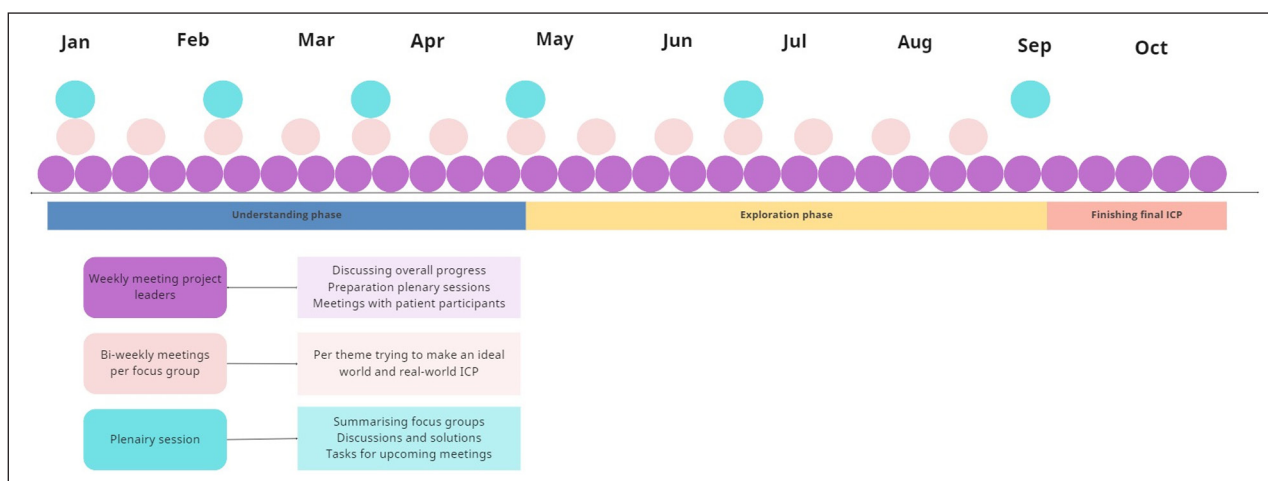 Jan Feb Mar Apr May Jun Jul Aug Sep Oct
Understanding phase Exploration phase Finishing final ICP
Weekly meeting project
leaders
Discussing overall progress
Preparation plenary sessions
Meetings with patient participants
Bi-weekly meetings
per focus group
Per theme trying to make an ideal
world and real-world ICP
Plenairy session
Summarising focus groups
Discussions and solutions
Tasks for upcoming meetings